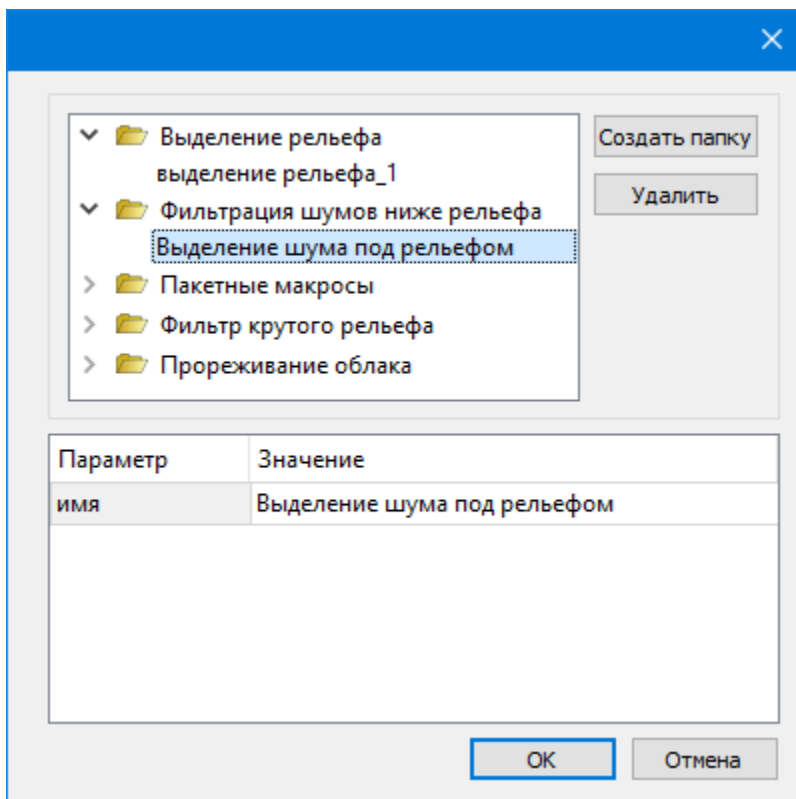 Выделение рельефа
выделение рельефа_1
Фильтрация шумов ниже рельефа
Выделение шума под рельефом
Пакетные макросы
Фильтр крутого рельефа
Прореживание облака
Создать папку
Удалить
Параметр Значение
имя Выделение шума под рельефом
OK Отмена